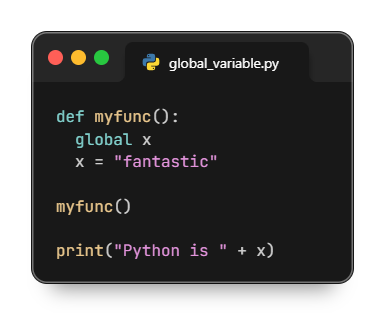 global_variable.py
def myfunc():
  global x
  x = "fantastic"
myfunc()
print("Python is " + x)